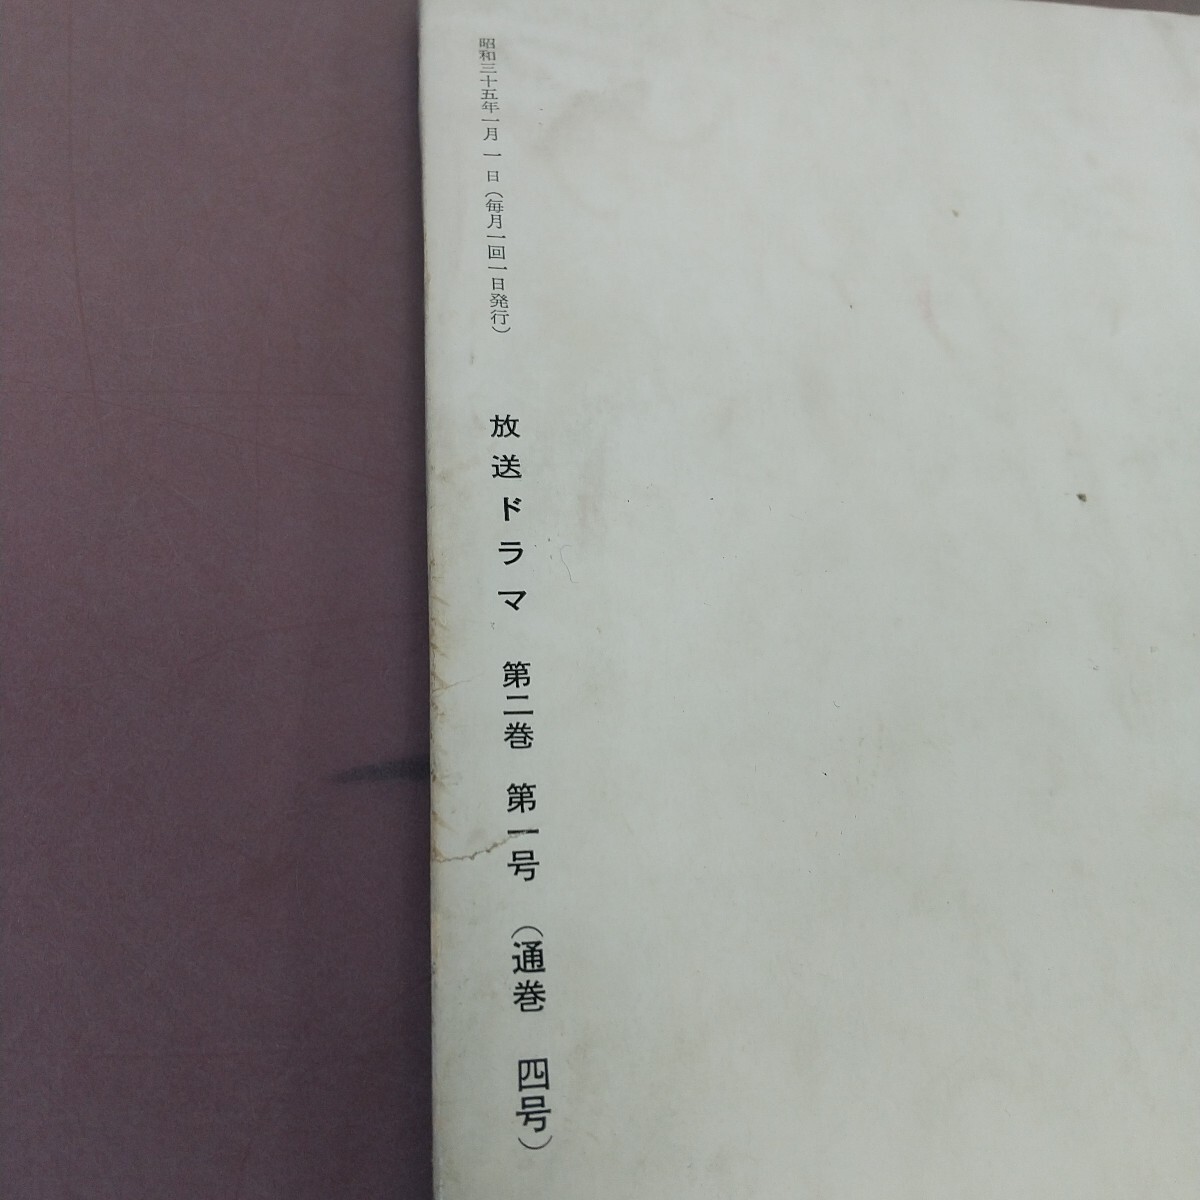 昭和三十五年一月一日（毎月一回一日発行）
放送ドラマ 第二巻 第一号 （通巻 四号）